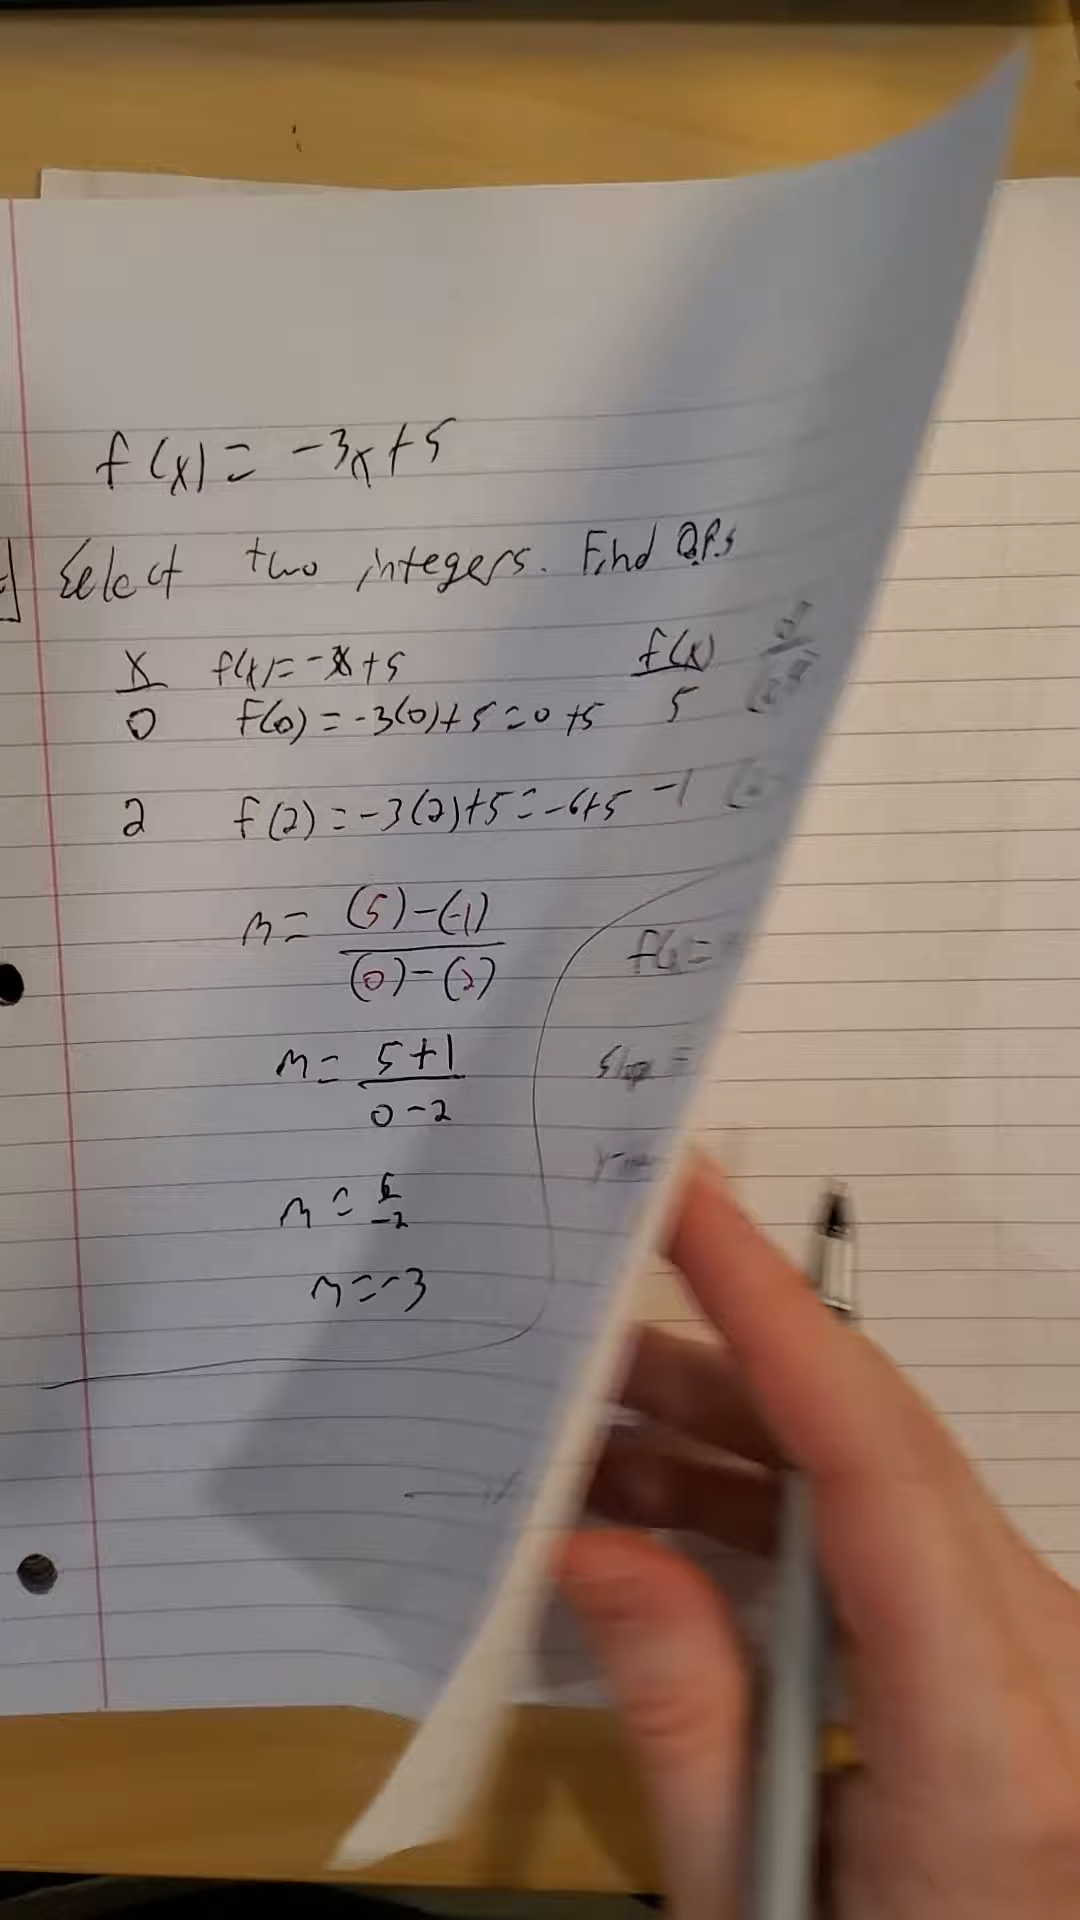 f(x) = -3x+5
Select two integers. Find O.P.s
x f(x) = -3x+5 f(x)
0 f(0) = -3(0)+5 = 0+5 5
2 f(2) = -3(2)+5 = -6+5 -1
m = (5)-(-1)
(0)-(2)
m = 5+1
0-2
m = 6
-2
m = -3
slope =